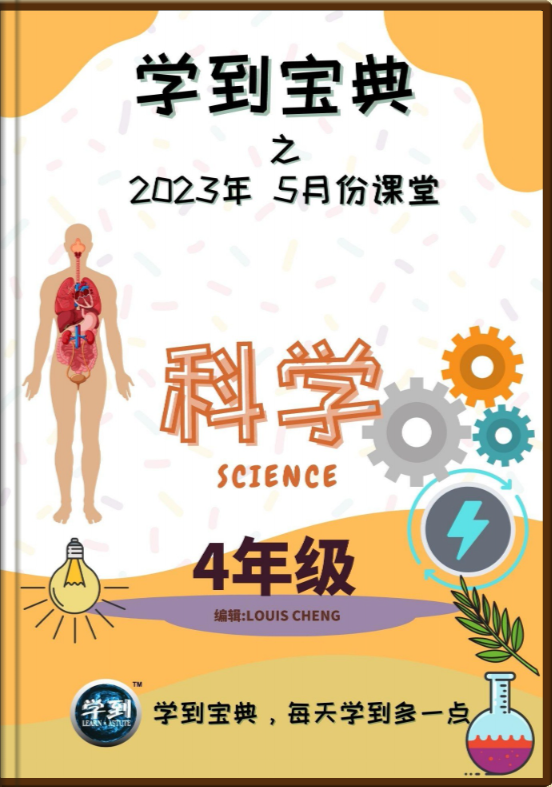 学到宝典
之
2023年 5月份课堂
科学
SCIENCE
4年级
编辑:LOUIS CHENG
学到
LEARN & ASTUTE
TM
学到宝典，每天学到多一点